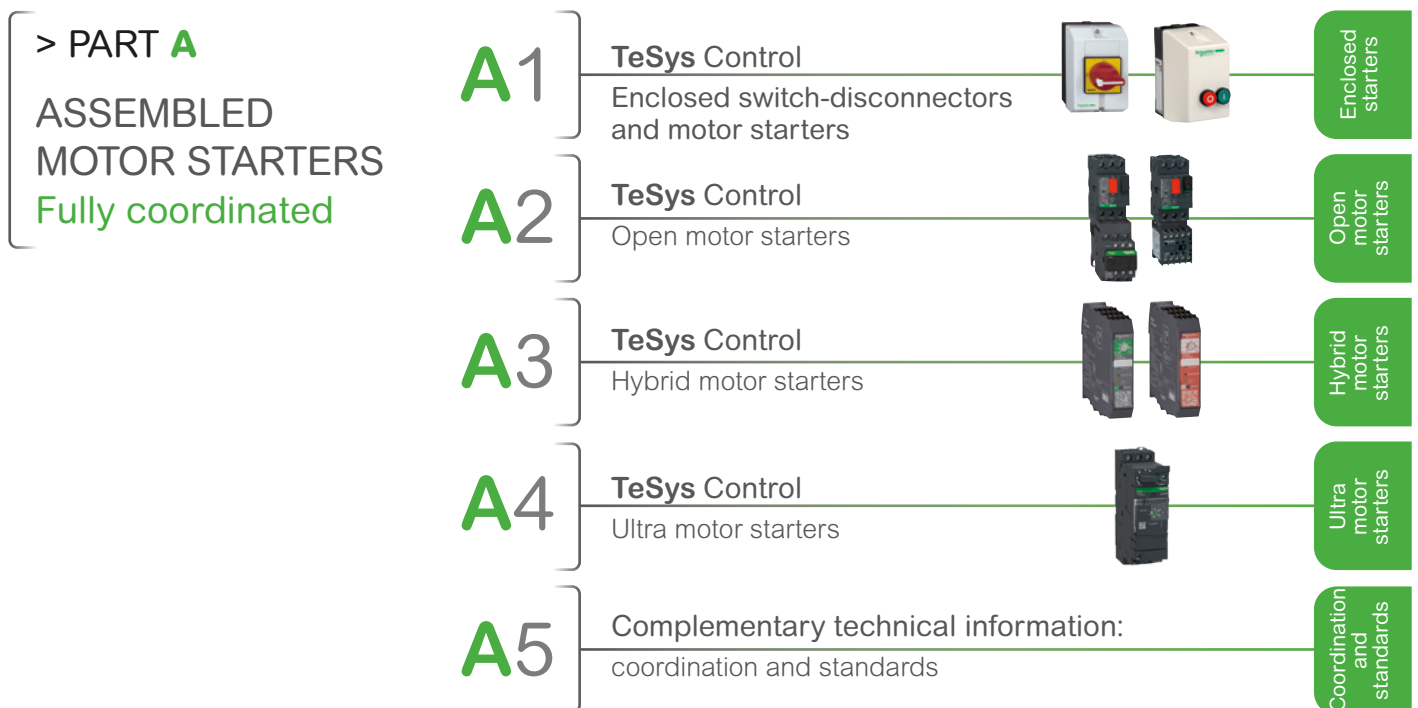 > PART A
ASSEMBLED
MOTOR STARTERS
Fully coordinated
A1
TeSys Control
Enclosed switch-disconnectors
and motor starters
Enclosed
starters
A2
TeSys Control
Open motor starters
Open
motor
starters
A3
TeSys Control
Hybrid motor starters
Hybrid
motor
starters
A4
TeSys Control
Ultra motor starters
Ultra
motor
starters
A5
Complementary technical information:
coordination and standards
Coordination
and
standards